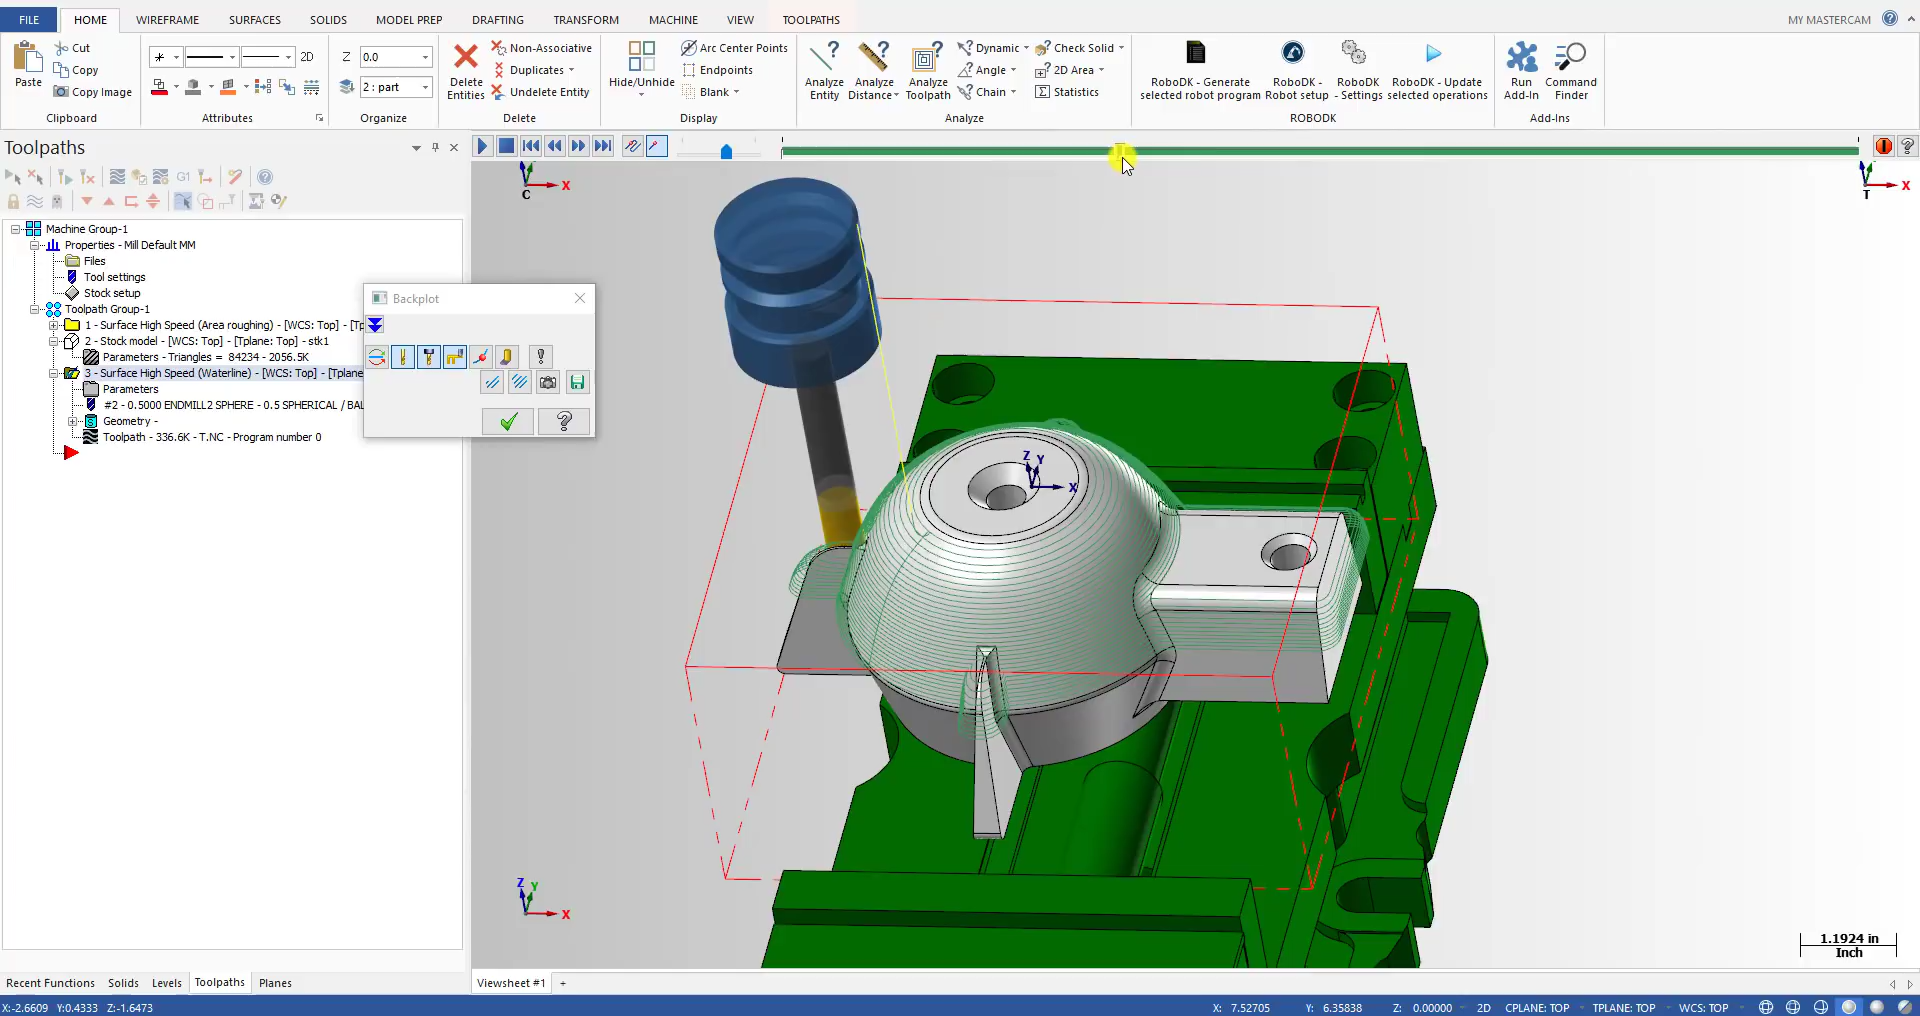 FILE HOME WIREFRAME SURFACES SOLIDS MODEL PREP DRAFTING TRANSFORM MACHINE VIEW TOOLPATHS MY MASTERCAM
Paste Cut
Copy
Copy Image
Clipboard
2D
Attributes
Z 0.0
2 : part
Organize
Delete Entities
Non-Associative
Duplicates
Undelete Entity
Delete
Hide/Unhide
Arc Center Points
Endpoints
Blank
Display
Analyze Entity
Analyze Distance
Analyze Toolpath
Dynamic
Angle
Chain
Check Solid
2D Area
Statistics
Analyze
RoboDK - Generate selected robot program
RoboDK - Robot setup
RoboDK - Settings
RoboDK - Update selected operations
ROBODK
Run Add-In
Command Finder
Add-Ins
Toolpaths
G1
Machine Group-1
Properties - Mill Default MM
Files
Tool settings
Stock setup
Toolpath Group-1
1 - Surface High Speed (Area roughing) - [WCS: Top] - [Tp
2 - Stock model - [WCS: Top] - [Tplane: Top] - stk1
Parameters - Triangles = 84234 - 2056.5K
3 - Surface High Speed (Waterline) - [WCS: Top] - [Tplane
Parameters
#2 - 0.5000 ENDMILL2 SPHERE - 0.5 SPHERICAL / BAL
Geometry -
Toolpath - 336.6K - T.NC - Program number 0
Backplot
X
C
X
T
Z Y
X
Z Y
X
1.1924 in
Inch
Recent Functions Solids Levels Toolpaths Planes
Viewsheet #1 +
X:-2.6609 Y:0.4333 Z:-1.6473
X: 7.52705 Y: 6.35838 Z: 0.00000 2D CPLANE: TOP TPLANE: TOP WCS: TOP